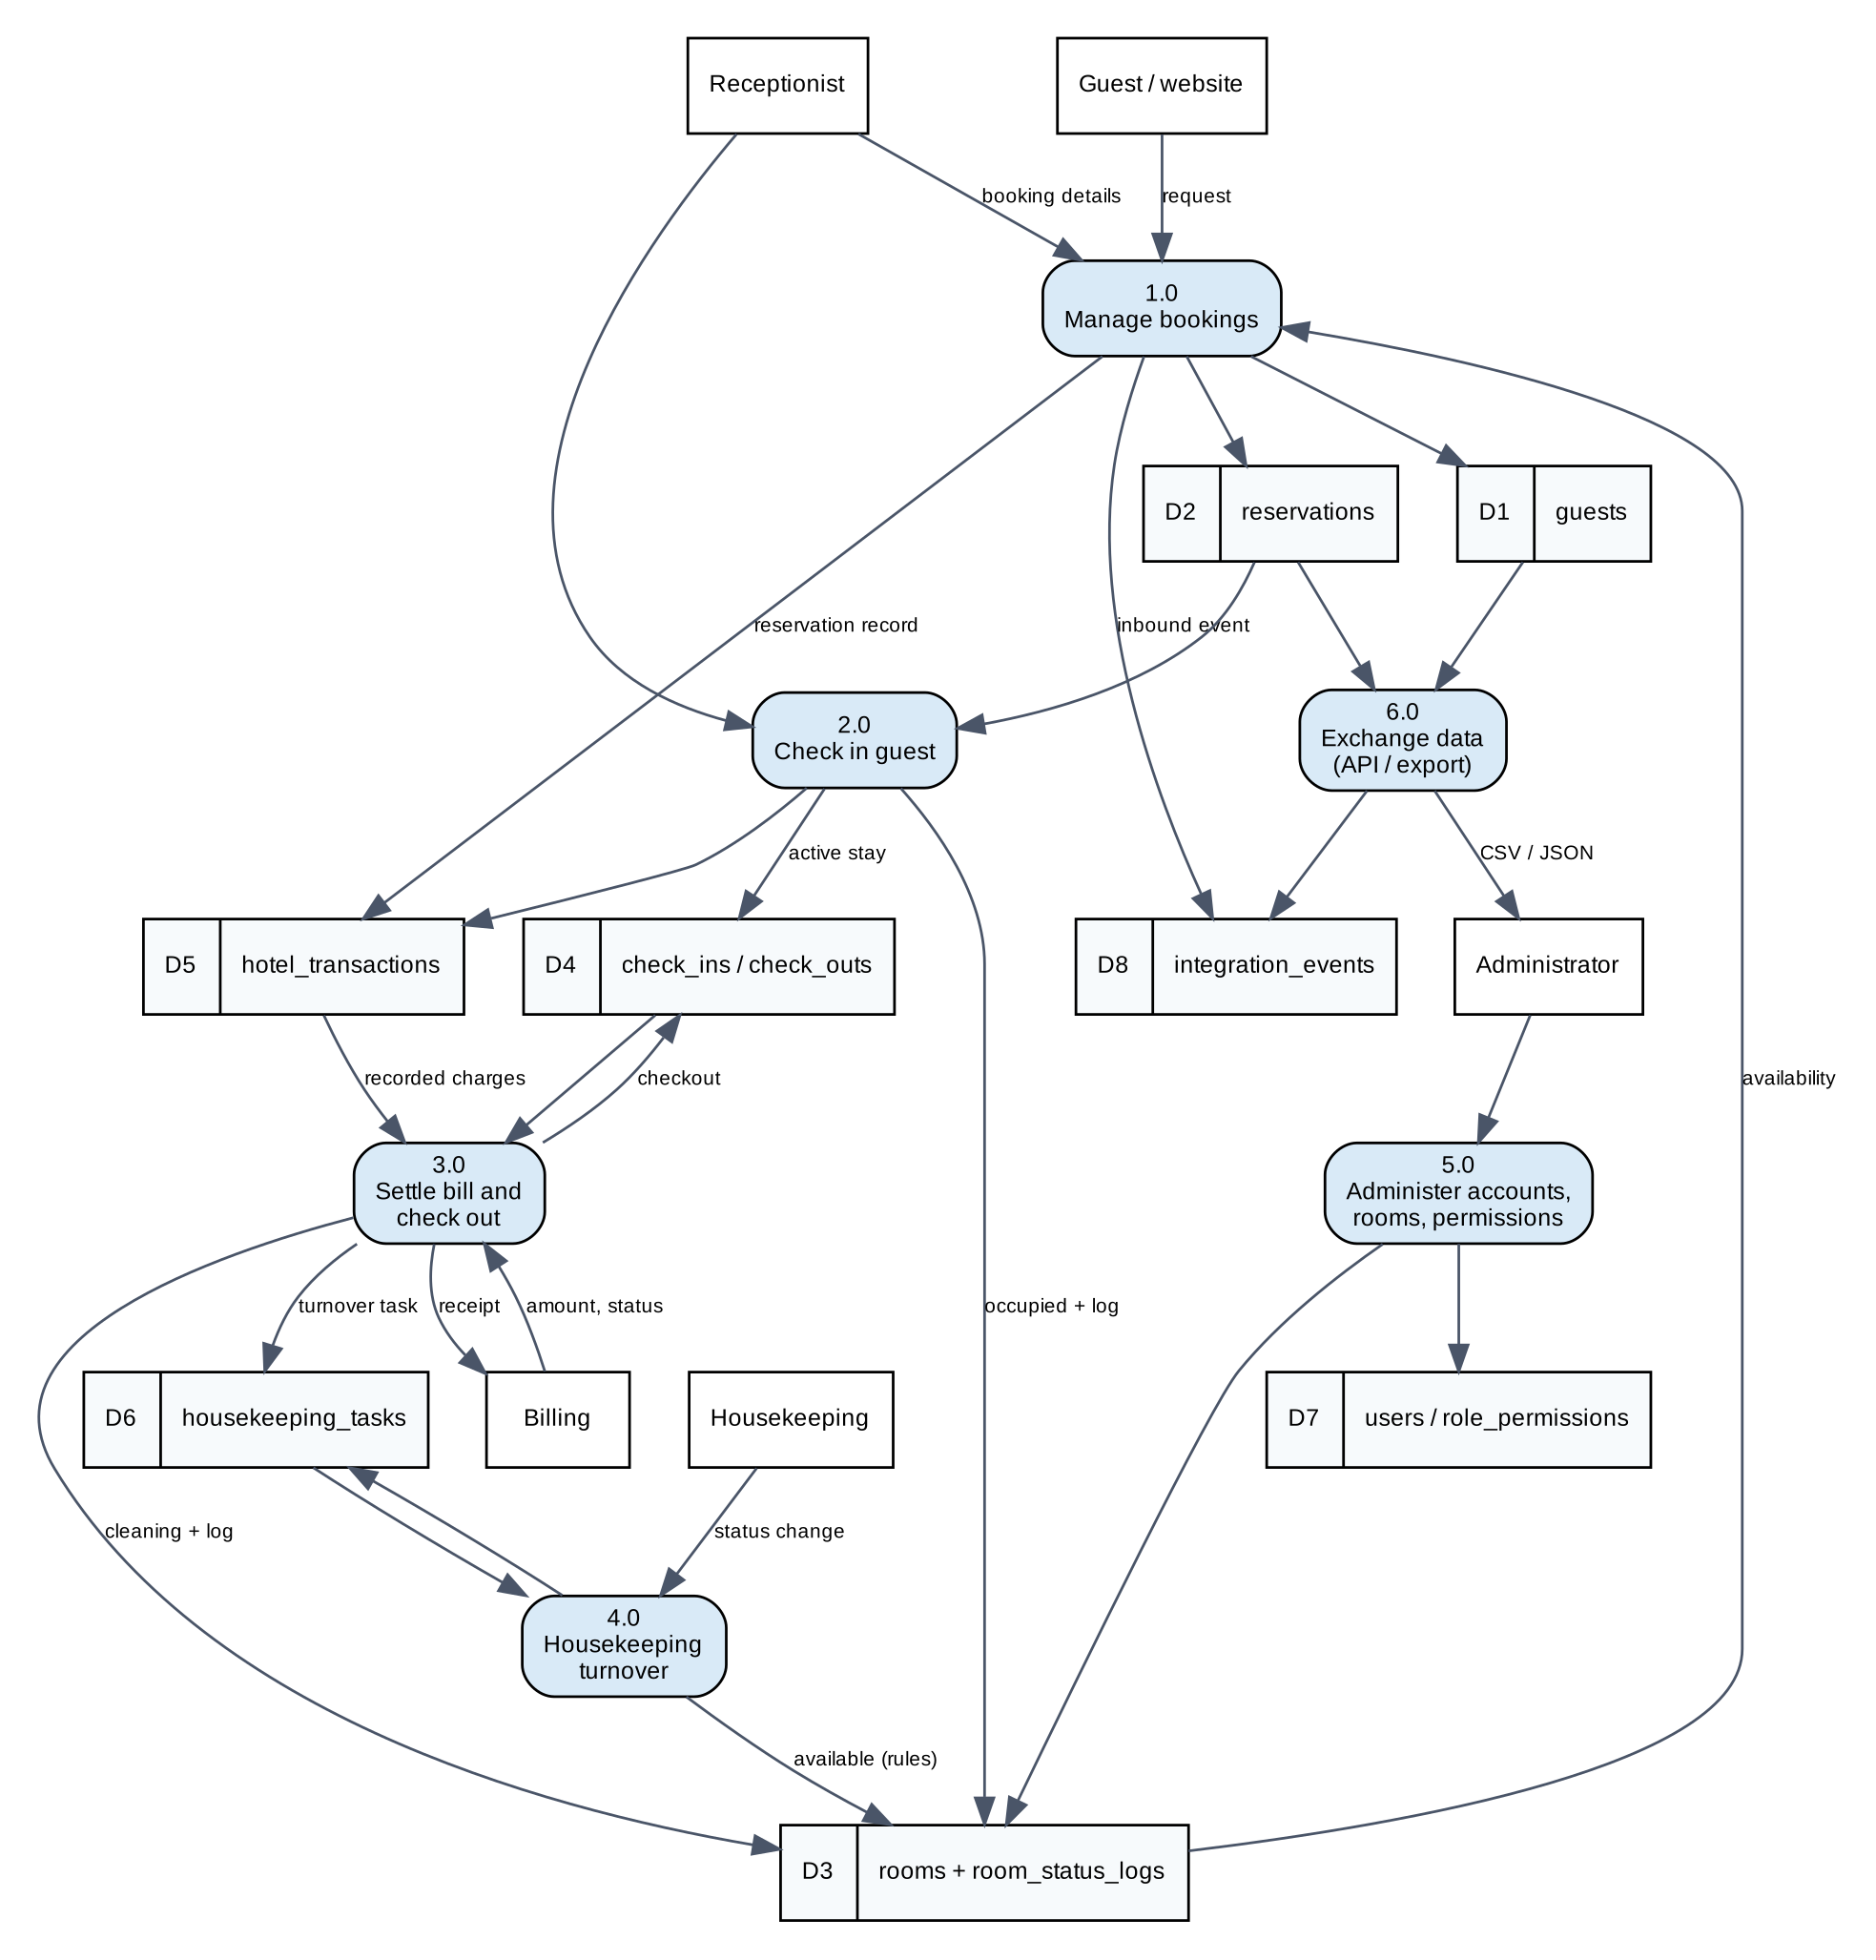 Receptionist
Guest / website
booking details
request
1.0
Manage bookings
D2
reservations
D1
guests
reservation record
inbound event
2.0
Check in guest
6.0
Exchange data
(API / export)
active stay
CSV / JSON
D5
hotel_transactions
D4
check_ins / check_outs
D8
integration_events
Administrator
recorded charges
checkout
availability
3.0
Settle bill and
check out
5.0
Administer accounts,
rooms, permissions
turnover task
receipt
amount, status
occupied + log
D6
housekeeping_tasks
Billing
Housekeeping
D7
users / role_permissions
cleaning + log
status change
4.0
Housekeeping
turnover
available (rules)
D3
rooms + room_status_logs